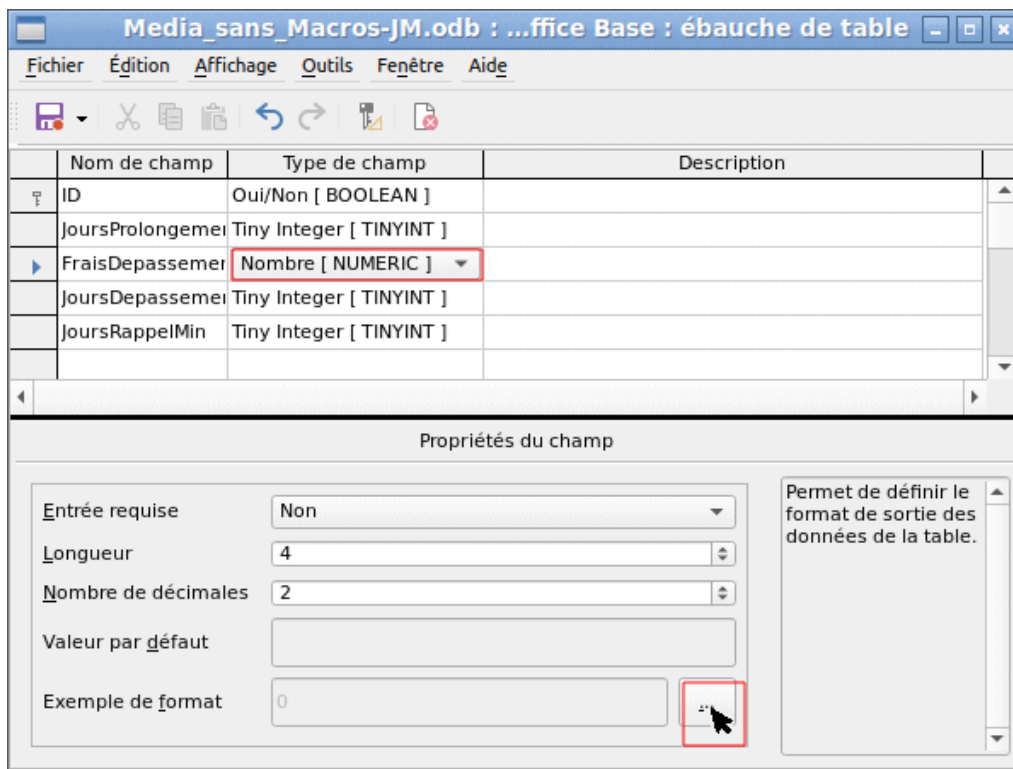 Media_sans_Macros-JM.odb : ...ffice Base : ébauche de table
Fichier Édition Affichage Outils Fenêtre Aide
Nom de champ Type de champ Description
ID Oui/Non [ BOOLEAN ]
JoursProlongemer Tiny Integer [ TINYINT ]
FraisDepassemer Nombre [ NUMERIC ]
JoursDepassemer Tiny Integer [ TINYINT ]
JoursRappelMin Tiny Integer [ TINYINT ]
Propriétés du champ
Entrée requise Non
Longueur 4
Nombre de décimales 2
Valeur par défaut
Exemple de format 0 ...
Permet de définir le
format de sortie des
données de la table.